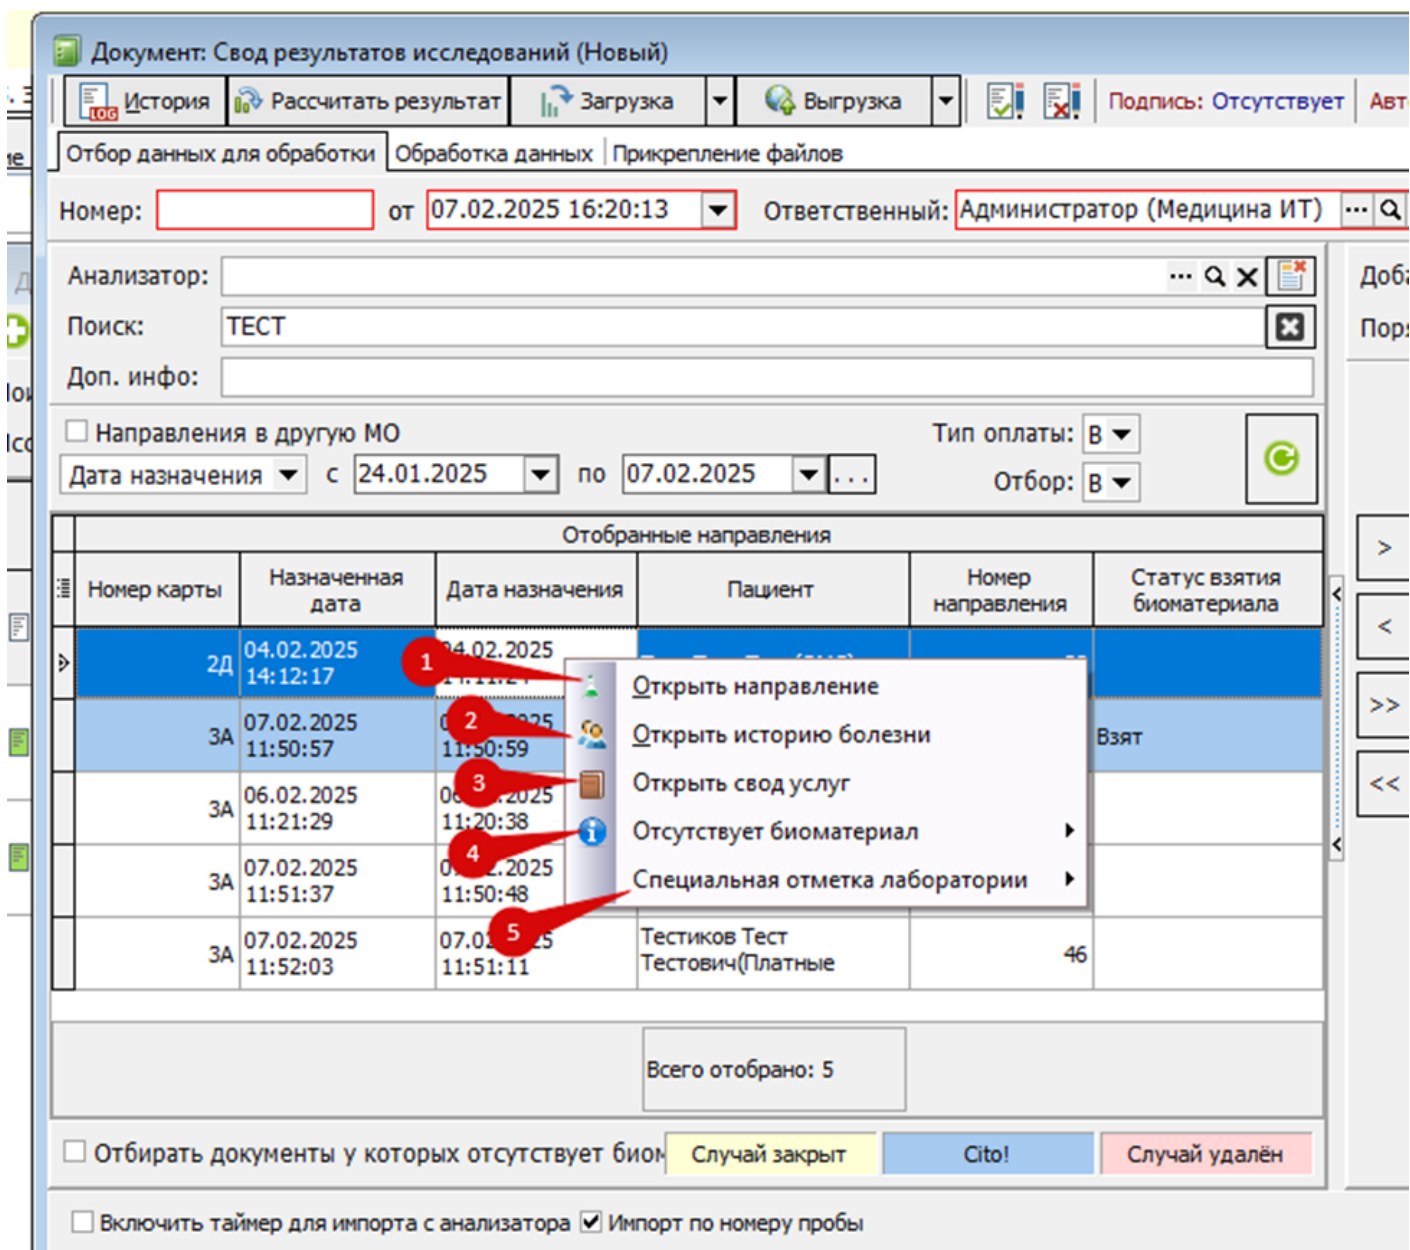 Документ: Свод результатов исследований (Новый)
История Рассчитать результат Загрузка Выгрузка Подпись: Отсутствует
Отбор данных для обработки Обработка данных Прикрепление файлов
Номер: от 07.02.2025 16:20:13 Ответственный: Администратор (Медицина ИТ) ...
Анализатор: ...
Поиск: ТЕСТ
Доп. инфо:
Направления в другую МО Тип оплаты: В
Дата назначения с 24.01.2025 по 07.02.2025 ... Отбор: В
Отобранные направления
Номер карты Назначенная дата Дата назначения Пациент Номер направления Статус взятия биоматериала
2Д 04.02.2025 14:12:17 04.02.2025
3А 07.02.2025 11:50:57 11:50:59 Взят
3А 06.02.2025 11:21:29 11:20:38
3А 07.02.2025 11:51:37 11:50:48
3А 07.02.2025 11:52:03 11:51:11 Тестиков Тест Тестович(Платные 46
1 Открыть направление
2 Открыть историю болезни
3 Открыть свод услуг
4 Отсутствует биоматериал
5 Специальная отметка лаборатории
>
<
>>
<<
Всего отобрано: 5
Отбирать документы у которых отсутствует Случай закрыт Cito! Случай удалён
Включить таймер для импорта с анализатора Импорт по номеру пробы